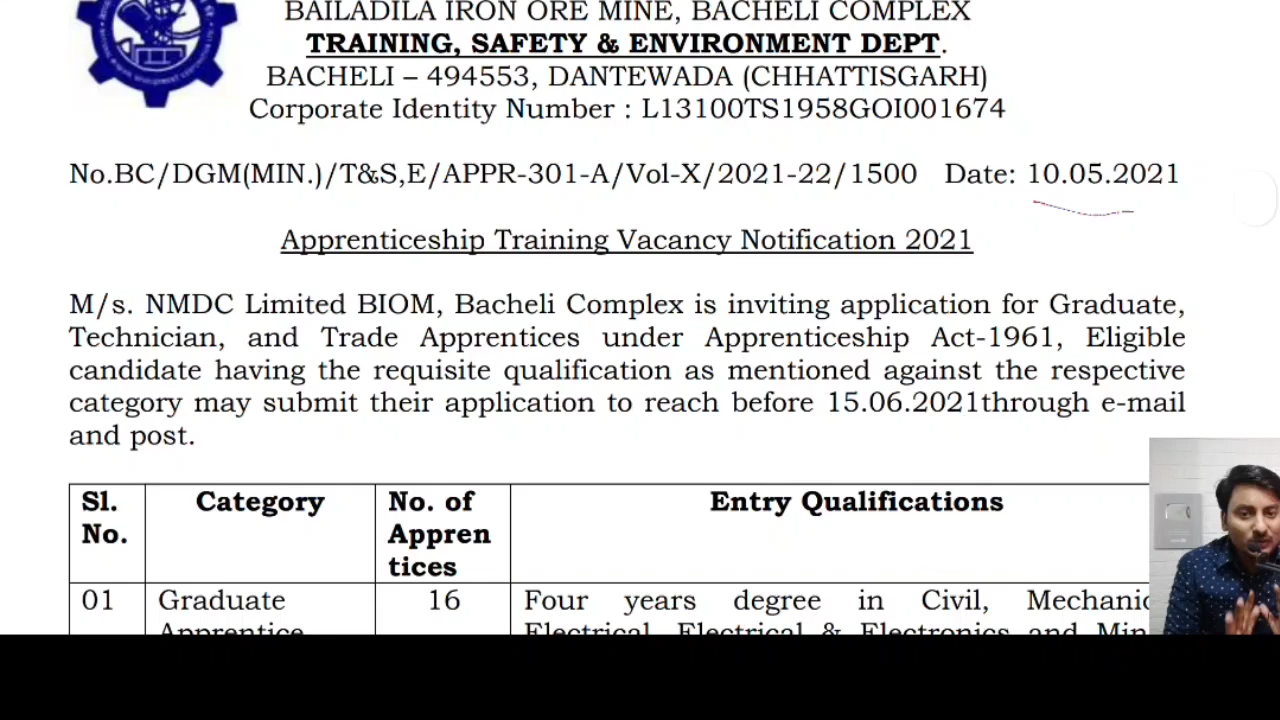 BAILADILA IRON ORE MINE, BACHELI COMPLEX
TRAINING, SAFETY & ENVIRONMENT DEPT.
BACHELI – 494553, DANTEWADA (CHHATTISGARH)
Corporate Identity Number : L13100TS1958GOI001674
No.BC/DGM(MIN.)/T&S,E/APPR-301-A/Vol-X/2021-22/1500 Date: 10.05.2021
Apprenticeship Training Vacancy Notification 2021
M/s. NMDC Limited BIOM, Bacheli Complex is inviting application for Graduate,
Technician, and Trade Apprentices under Apprenticeship Act-1961, Eligible
candidate having the requisite qualification as mentioned against the respective
category may submit their application to reach before 15.06.2021through e-mail
and post.
Sl. No.
Category
No. of
Appren
tices
Entry Qualifications
01 Graduate 16 Four years degree in Civil,
Apprentice Electrical, Electrical & Electronics and